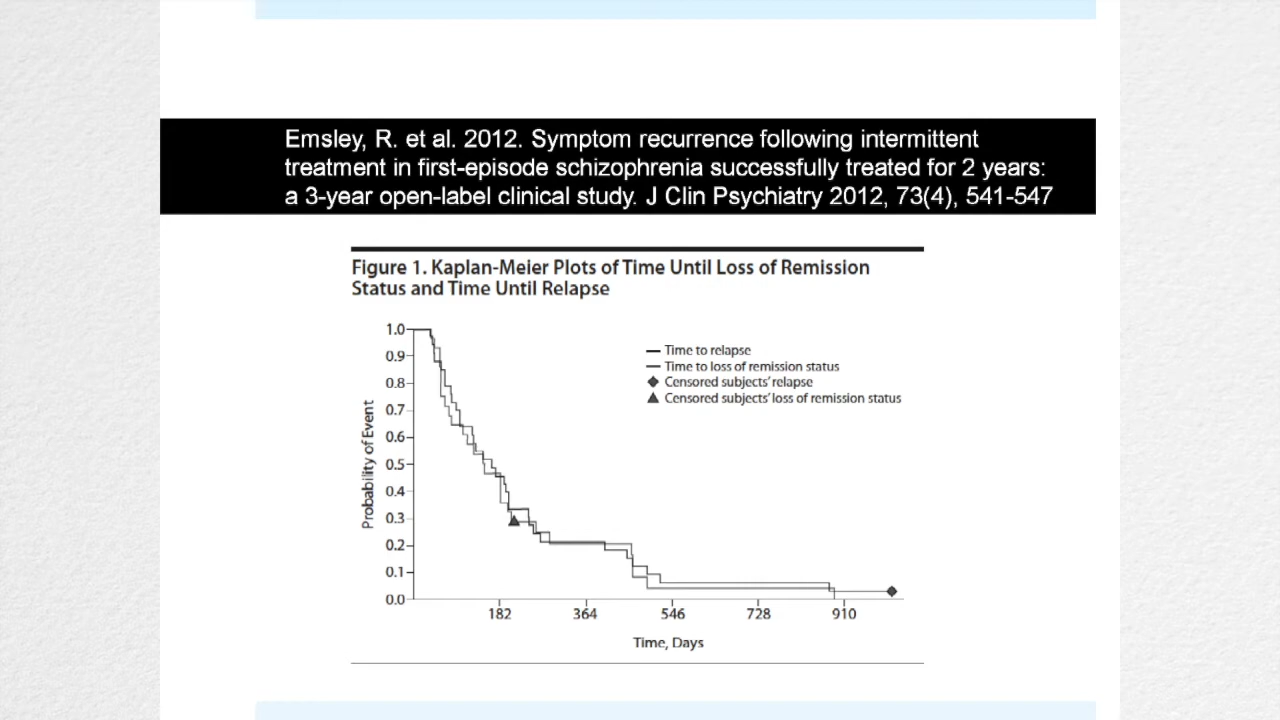 Emsley, R. et al. 2012. Symptom recurrence following intermittent
treatment in first-episode schizophrenia successfully treated for 2 years:
a 3-year open-label clinical study. J Clin Psychiatry 2012, 73(4), 541-547
Figure 1. Kaplan-Meier Plots of Time Until Loss of Remission
Status and Time Until Relapse
Time to relapse
Time to loss of remission status
Censored subjects' relapse
Censored subjects' loss of remission status
Probability of Event
1.0
0.9
0.8
0.7
0.6
0.5
0.4
0.3
0.2
0.1
0.0
182 364 546 728 910
Time, Days